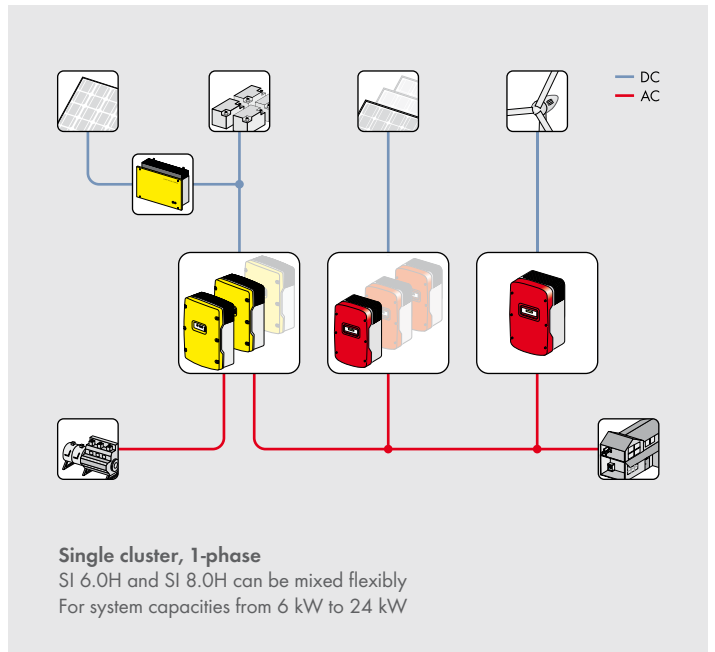 DC
AC
Single cluster, 1-phase
SI 6.0H and SI 8.0H can be mixed flexibly
For system capacities from 6 kW to 24 kW